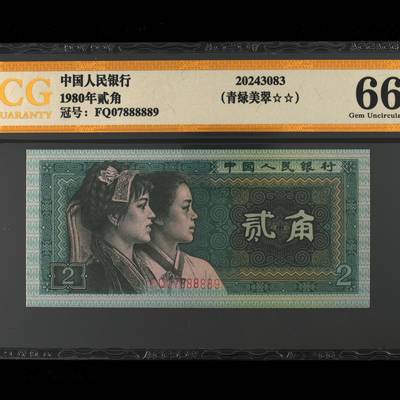 CG
GUARANTY
中国人民银行
1980年贰角
冠号：FQ07888889
20243083
（青绿美翠☆☆）
66
Gem Uncircula
中国人民银行
贰角
FQ07888889
2
2